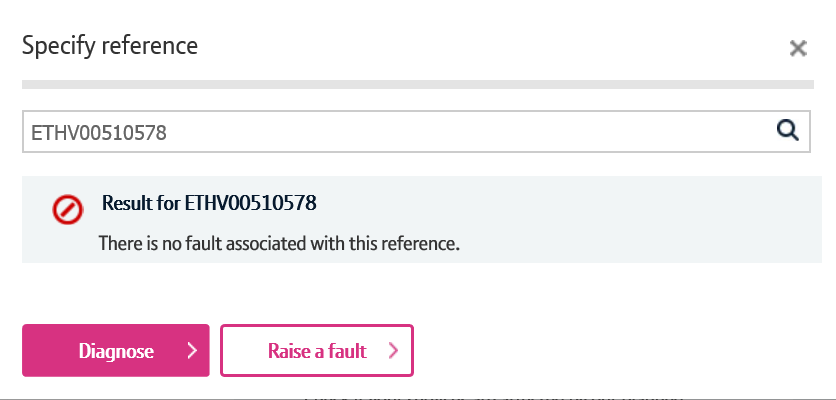 Specify reference
ETHV00510578
Result for ETHV00510578
There is no fault associated with this reference.
Diagnose
Raise a fault